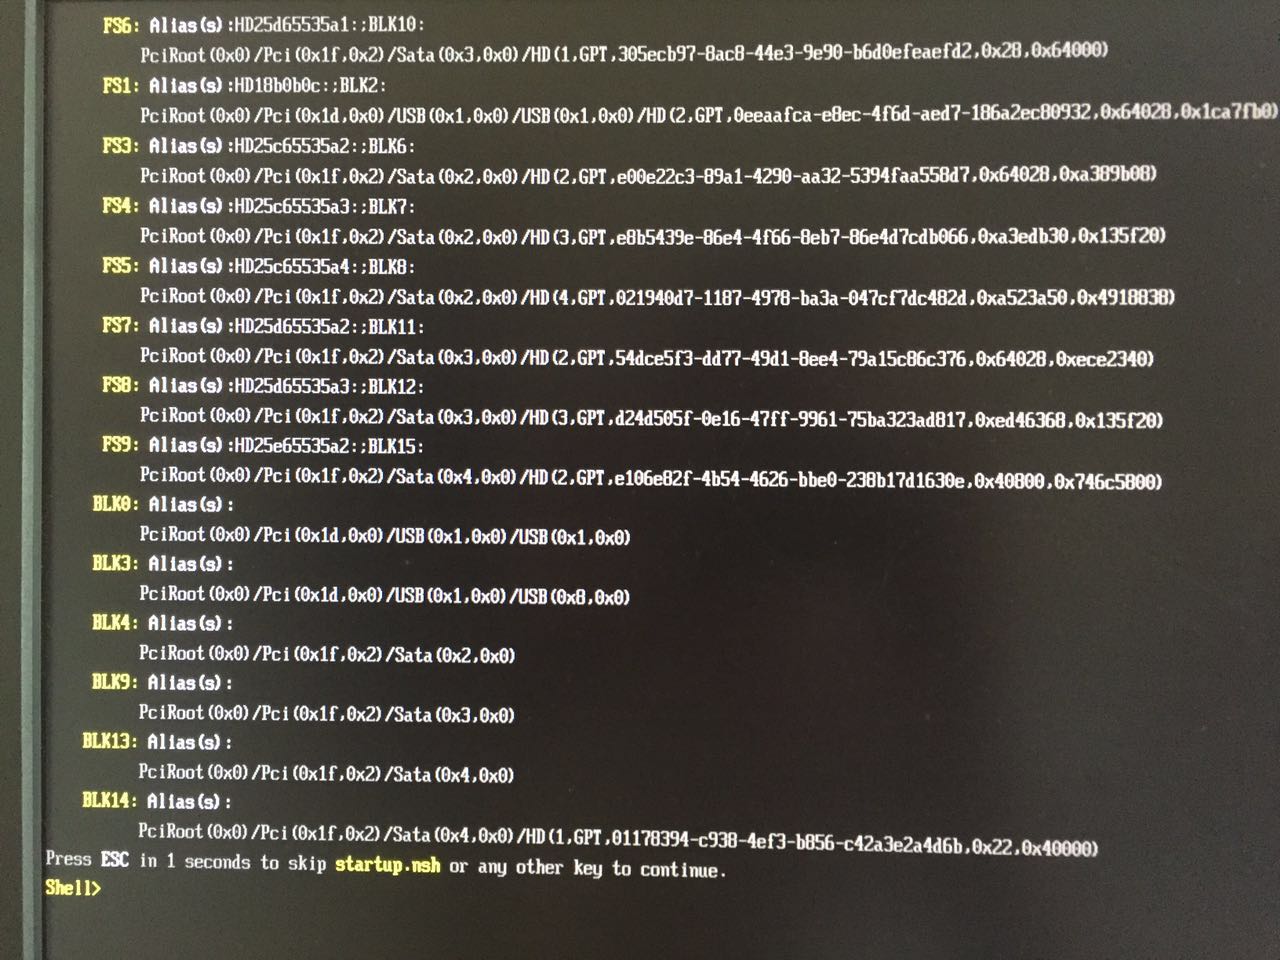 FS6: Alias(s):HD25d65535a1:;BLK10:
PciRoot(0x0)/Pci(0x1f,0x2)/Sata(0x3,0x0)/HD(1,GPT,305ecb97-8ac8-44e3-9e90-b6d0efeaefd2,0x28,0x64000)
FS1: Alias(s):HD18b0b0c:;BLK2:
PciRoot(0x0)/Pci(0x1d,0x0)/USB(0x1,0x0)/USB(0x1,0x0)/HD(2,GPT,0eeaafca-e8ec-4f6d-aed7-186a2ec80932,0x64028,0x1ca7fb0)
FS3: Alias(s):HD25c65535a2:;BLK6:
PciRoot(0x0)/Pci(0x1f,0x2)/Sata(0x2,0x0)/HD(2,GPT,e00e22c3-89a1-4290-aa32-5394faa558d7,0x64028,0xa389b08)
FS4: Alias(s):HD25c65535a3:;BLK7:
PciRoot(0x0)/Pci(0x1f,0x2)/Sata(0x2,0x0)/HD(3,GPT,e8b5439e-86e4-4f66-8eb7-86e4d7cdb066,0xa3edb30,0x135f20)
FS5: Alias(s):HD25c65535a4:;BLK8:
PciRoot(0x0)/Pci(0x1f,0x2)/Sata(0x2,0x0)/HD(4,GPT,021940d7-1187-4978-ba3a-047cf7dc482d,0xa523a50,0x4918838)
FS7: Alias(s):HD25d65535a2:;BLK11:
PciRoot(0x0)/Pci(0x1f,0x2)/Sata(0x3,0x0)/HD(2,GPT,54dce5f3-dd77-49d1-8ee4-79a15c86c376,0x64028,0xece2340)
FS8: Alias(s):HD25d65535a3:;BLK12:
PciRoot(0x0)/Pci(0x1f,0x2)/Sata(0x3,0x0)/HD(3,GPT,d24d505f-0e16-47ff-9961-75ba323ad817,0xed46368,0x135f20)
FS9: Alias(s):HD25e65535a2:;BLK15:
PciRoot(0x0)/Pci(0x1f,0x2)/Sata(0x4,0x0)/HD(2,GPT,e106e82f-4b54-4626-bbe0-238b17d1630e,0x40800,0x746c5800)
BLK0: Alias(s):
PciRoot(0x0)/Pci(0x1d,0x0)/USB(0x1,0x0)/USB(0x1,0x0)
BLK3: Alias(s):
PciRoot(0x0)/Pci(0x1d,0x0)/USB(0x1,0x0)/USB(0x8,0x0)
BLK4: Alias(s):
PciRoot(0x0)/Pci(0x1f,0x2)/Sata(0x2,0x0)
BLK9: Alias(s):
PciRoot(0x0)/Pci(0x1f,0x2)/Sata(0x3,0x0)
BLK13: Alias(s):
PciRoot(0x0)/Pci(0x1f,0x2)/Sata(0x4,0x0)
BLK14: Alias(s):
PciRoot(0x0)/Pci(0x1f,0x2)/Sata(0x4,0x0)/HD(1,GPT,01178394-c938-4ef3-b856-c42a3e2a4d6b,0x22,0x40000)
Press ESC in 1 seconds to skip startup.nsh or any other key to continue.
Shell>